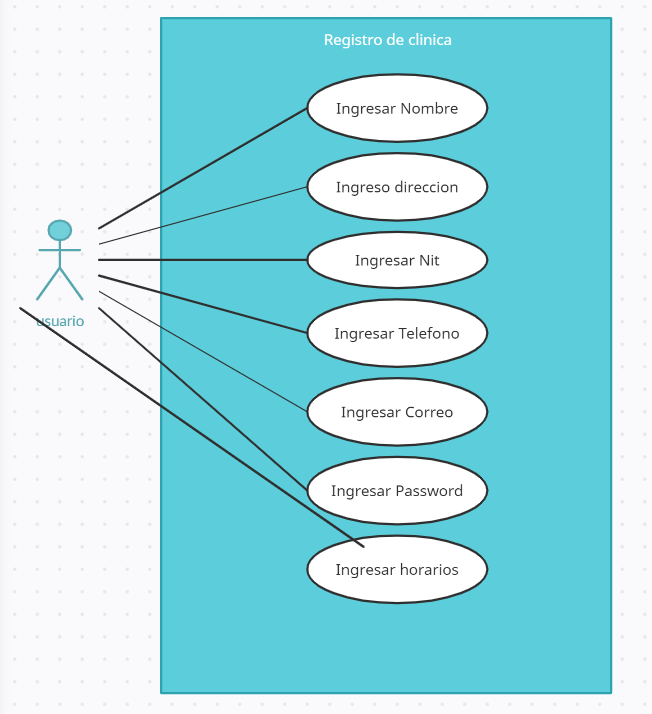 Registro de clinica
Ingresar Nombre
Ingreso direccion
Ingresar Nit
Ingresar Telefono
usuario
Ingresar Correo
Ingresar Password
Ingresar horarios